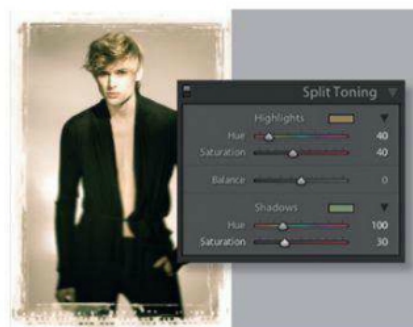 Split Toning
Highlights
Hue 40
Saturation 40
Balance 0
Shadows
Hue 100
Saturation 30